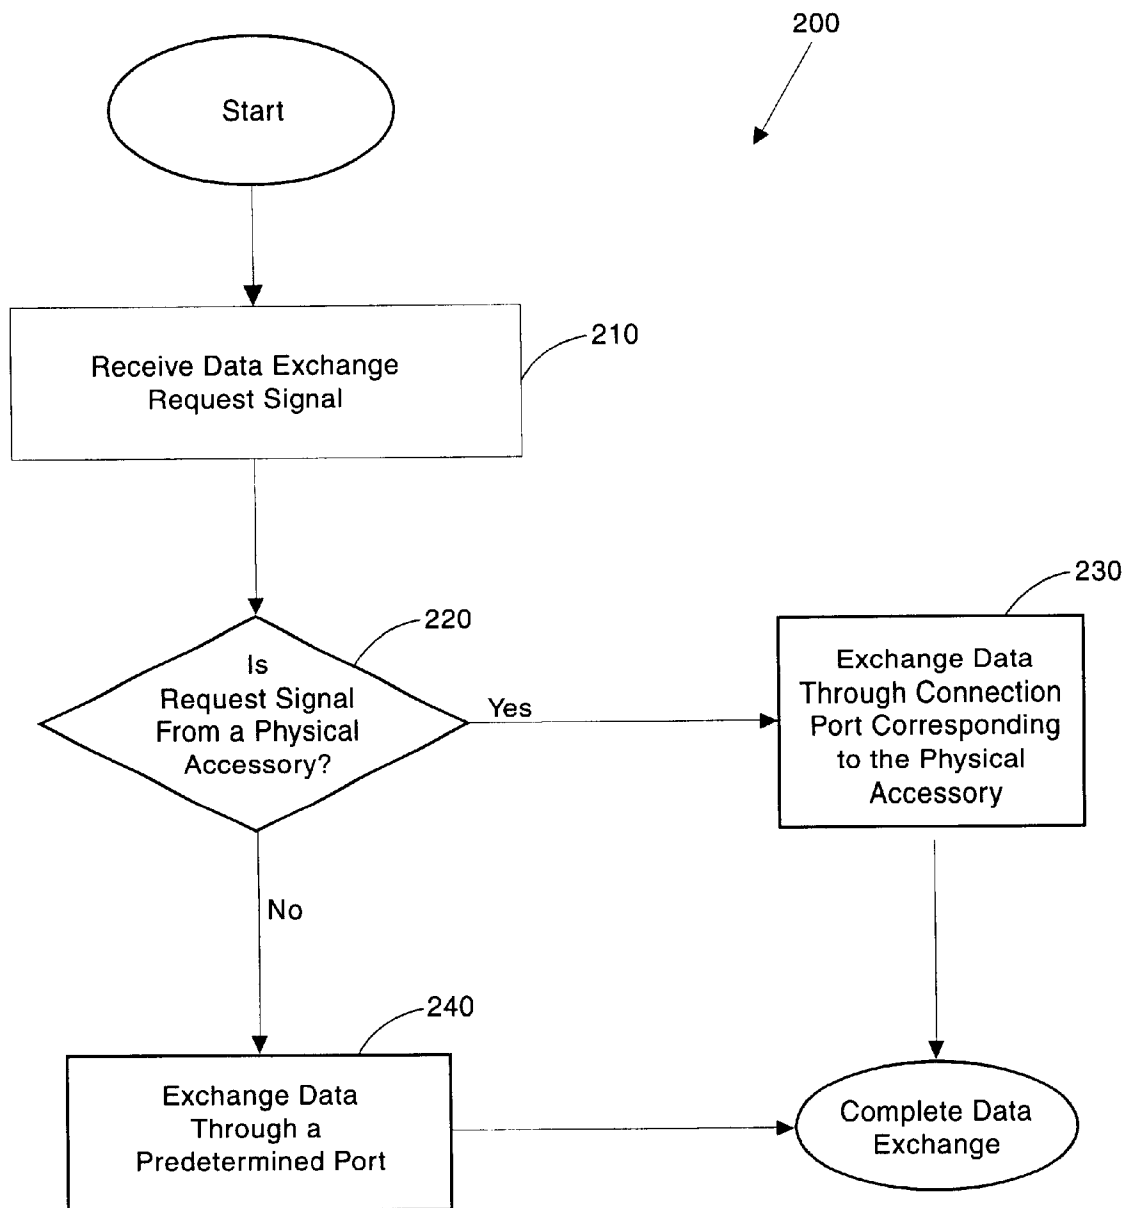 200
Start
210
Receive Data Exchange
Request Signal
220
Is
Request Signal
From a Physical
Accessory?
Yes
230
Exchange Data
Through Connection
Port Corresponding
to the Physical
Accessory
No
240
Exchange Data
Through a
Predetermined Port
Complete Data
Exchange